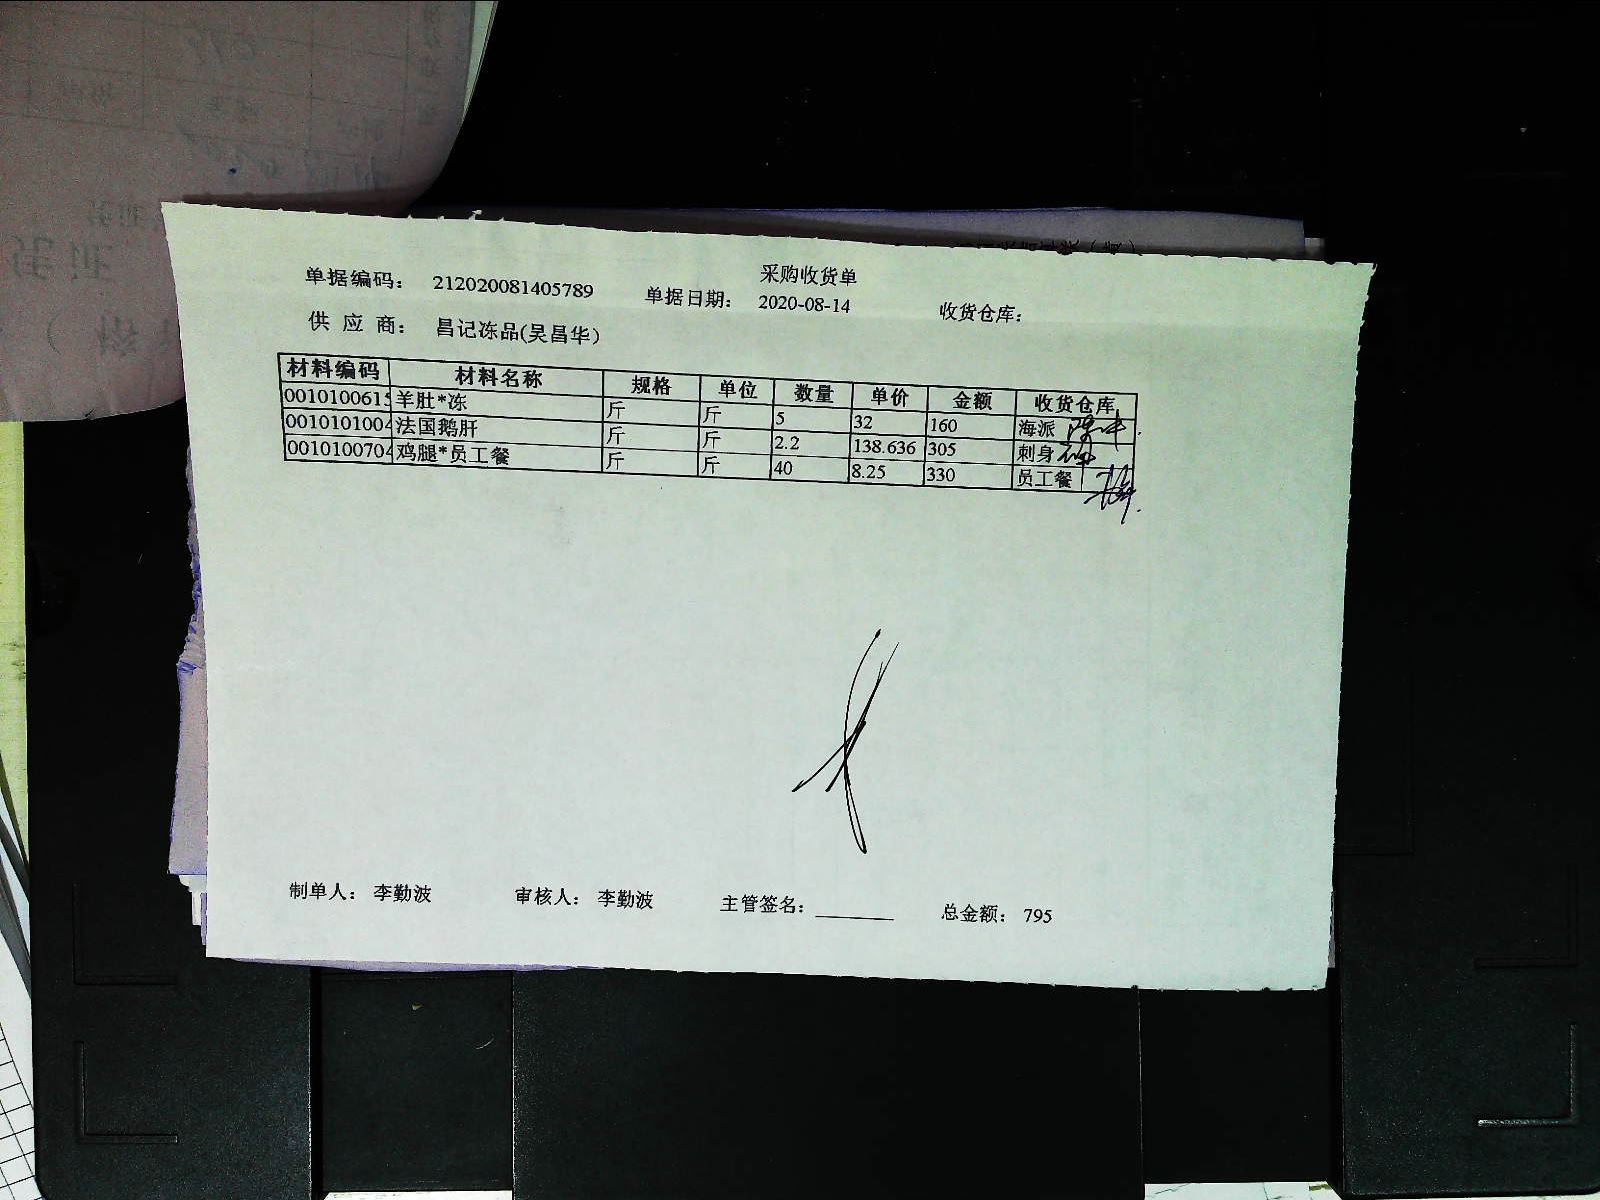 采购收货单
单据编码： 212020081405789 单据日期： 2020-08-14 收货仓库：
供 应 商： 昌记冻品(吴昌华）
材料编码 材料名称 规格 单位 数量 单价 金额 收货仓库
001010061 羊肚*冻 斤 斤 5 32 160 海派
001010100 法国鹅肝 斤 斤 2.2 138.636 305 刺身
001010070 鸡腿*员工餐 斤 斤 40 8.25 330 员工餐
制单人： 李勤波 审核人： 李勤波 主管签名： 总金额： 795